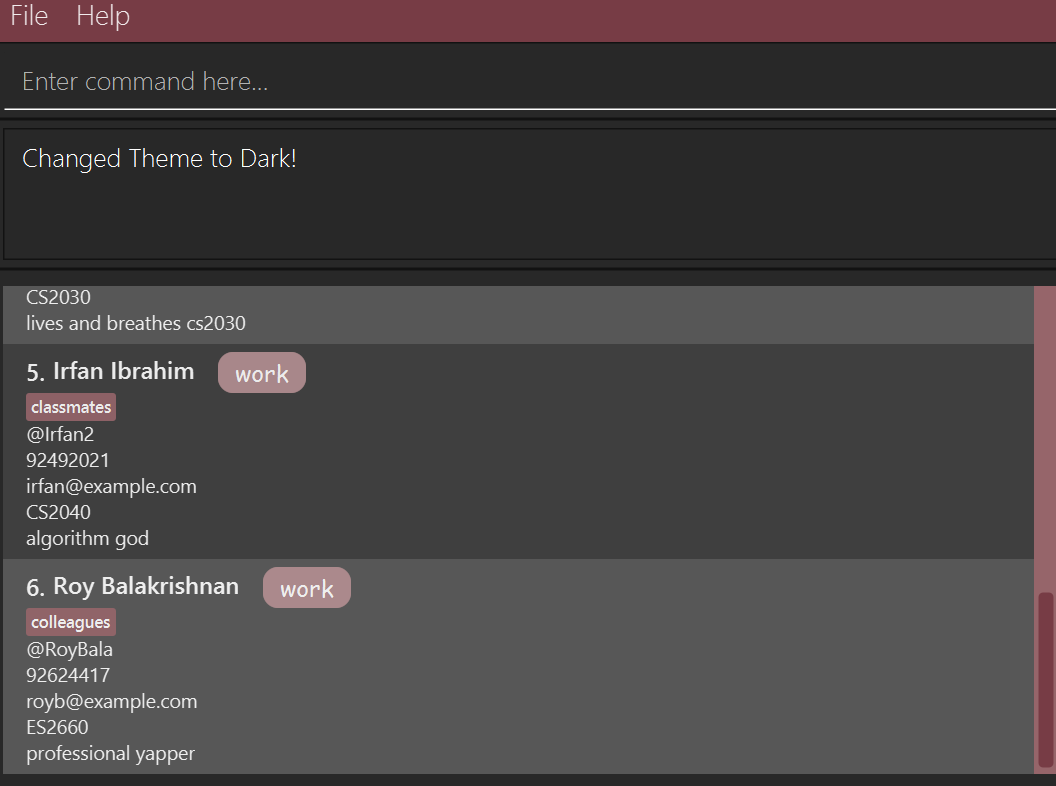 File Help
Enter command here...
Changed Theme to Dark!
CS2030
lives and breathes cs2030
5. Irfan Ibrahim work
classmates
@Irfan2
92492021
irfan@example.com
CS2040
algorithm god
6. Roy Balakrishnan work
colleagues
@RoyBala
92624417
royb@example.com
ES2660
professional yapper